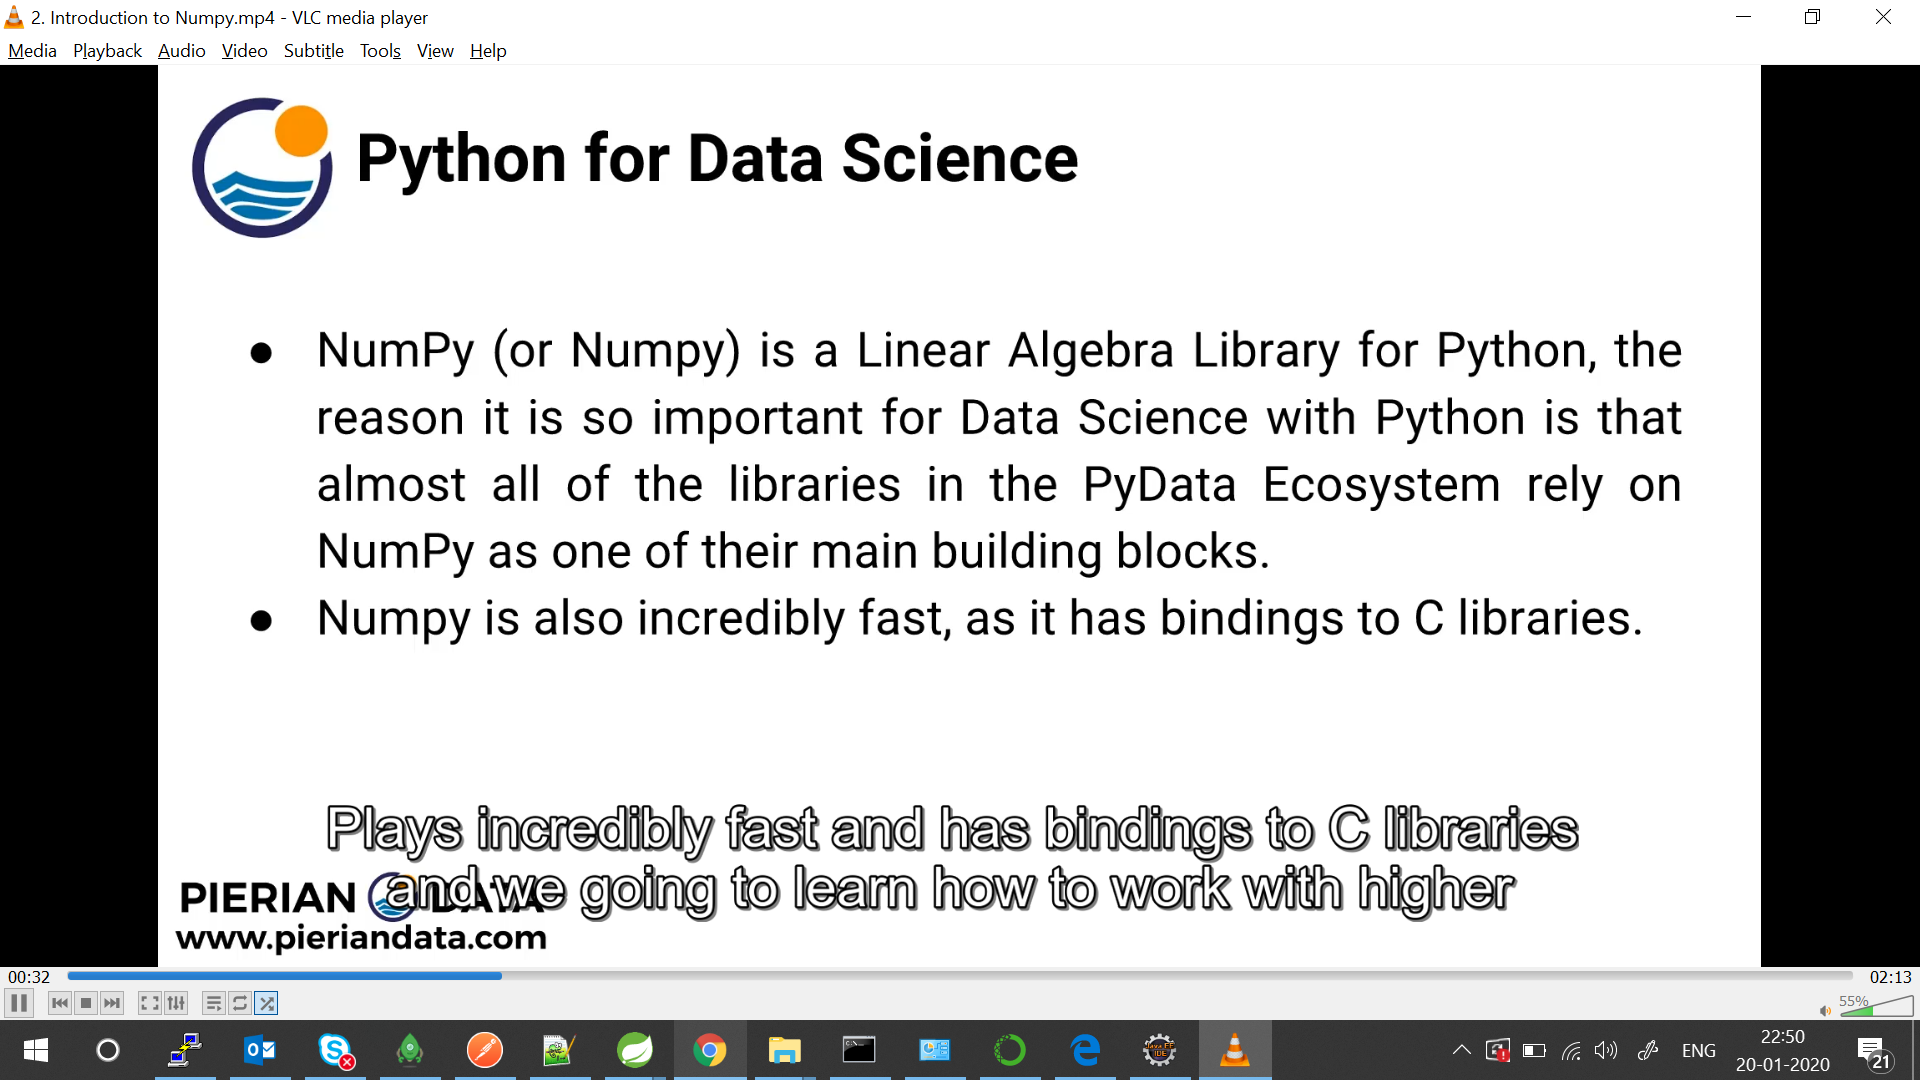 2. Introduction to Numpy.mp4 - VLC media player
Media Playback Audio Video Subtitle Tools View Help
Python for Data Science
● NumPy (or Numpy) is a Linear Algebra Library for Python, the
reason it is so important for Data Science with Python is that
almost all of the libraries in the PyData Ecosystem rely on
NumPy as one of their main building blocks.
● Numpy is also incredibly fast, as it has bindings to C libraries.
Plays incredibly fast and has bindings to C libraries
and we going to learn how to work with higher
PIERIAN DATA
www.pieriandata.com
00:32 02:13
55%
22:50
ENG
20-01-2020
21